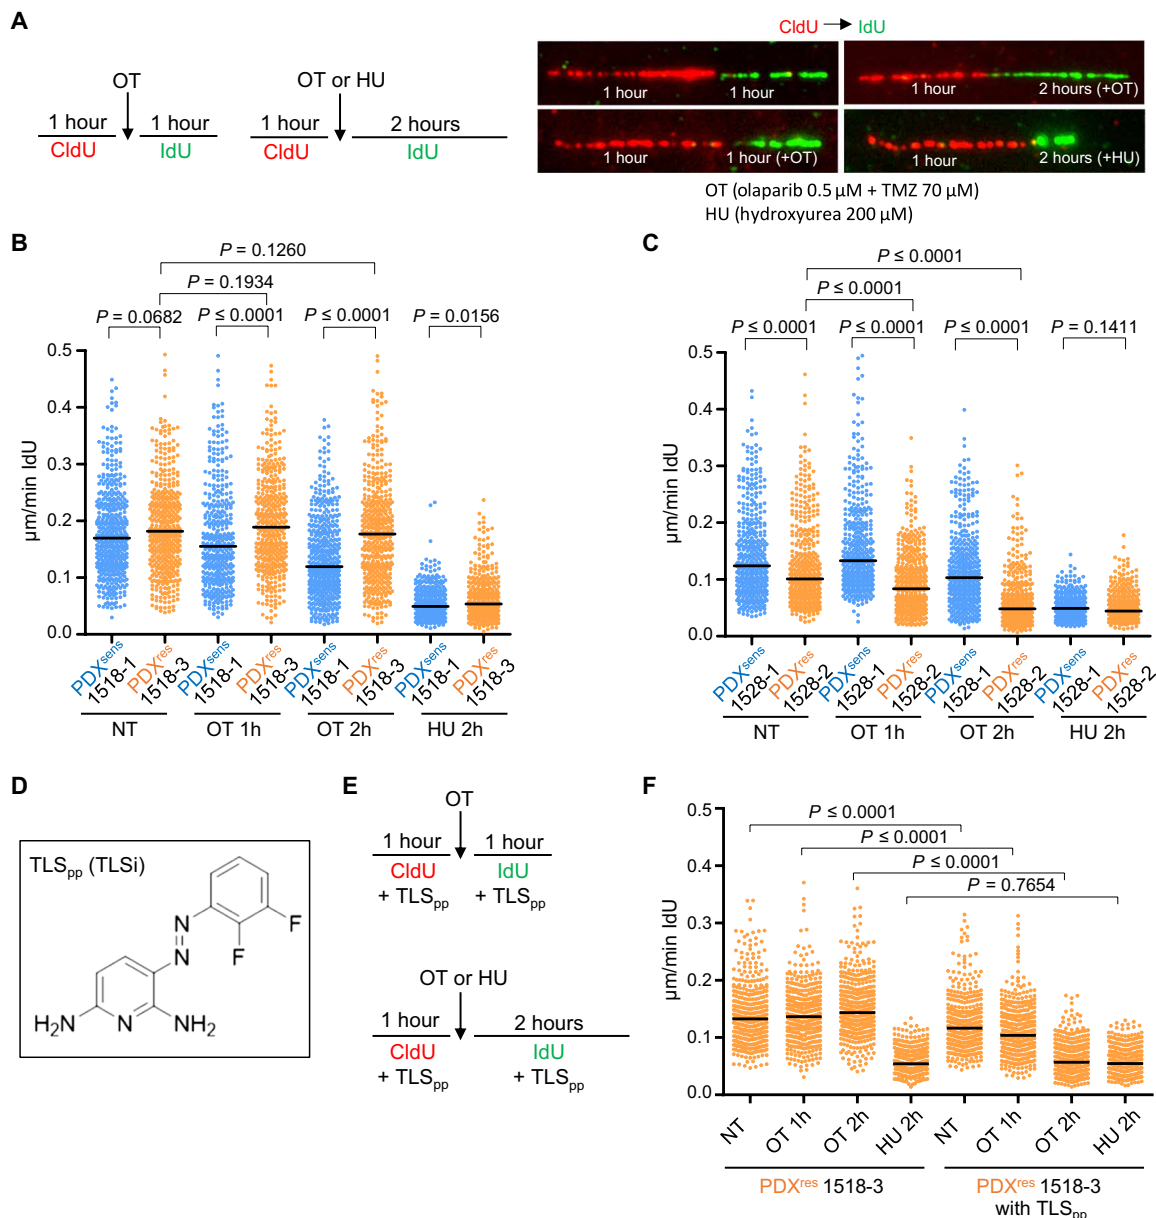 A
OT
1 hour
1 hour
CldU
IdU
OT or HU
1 hour
2 hours
CldU
IdU
CldU
IdU
1 hour
1 hour
1 hour
2 hours (+OT)
1 hour
1 hour (+OT)
1 hour
2 hours (+HU)
OT (olaparib 0.5 µM + TMZ 70 µM)
HU (hydroxyurea 200 µM)
B
P = 0.1260
P = 0.1934
P = 0.0682
P ≤ 0.0001
P ≤ 0.0001
P = 0.0156
µm/min IdU
0.5
0.4
0.3
0.2
0.1
0.0
PDXsens
1518-1
PDXres
1518-3
PDXsens
1518-1
PDXres
1518-3
PDXsens
1518-1
PDXres
1518-3
PDXsens
1518-1
PDXres
1518-3
NT
OT 1h
OT 2h
HU 2h
C
P ≤ 0.0001
P ≤ 0.0001
P ≤ 0.0001
P ≤ 0.0001
P ≤ 0.0001
P = 0.1411
µm/min IdU
0.5
0.4
0.3
0.2
0.1
0.0
PDXsens
1528-1
PDXres
1528-2
PDXsens
1528-1
PDXres
1528-2
PDXsens
1528-1
PDXres
1528-2
PDXsens
1528-1
PDXres
1528-2
NT
OT 1h
OT 2h
HU 2h
D
TLSpp (TLSi)
N
N
F
F
H2N
N
NH2
E
OT
1 hour
1 hour
CldU
IdU
+ TLSpp
+ TLSpp
OT or HU
1 hour
2 hours
CldU
IdU
+ TLSpp
+ TLSpp
F
P ≤ 0.0001
P ≤ 0.0001
P ≤ 0.0001
P = 0.7654
µm/min IdU
0.5
0.4
0.3
0.2
0.1
0.0
NT
OT 1h
OT 2h
HU 2h
NT
OT 1h
OT 2h
HU 2h
PDXres 1518-3
PDXres 1518-3
with TLSpp